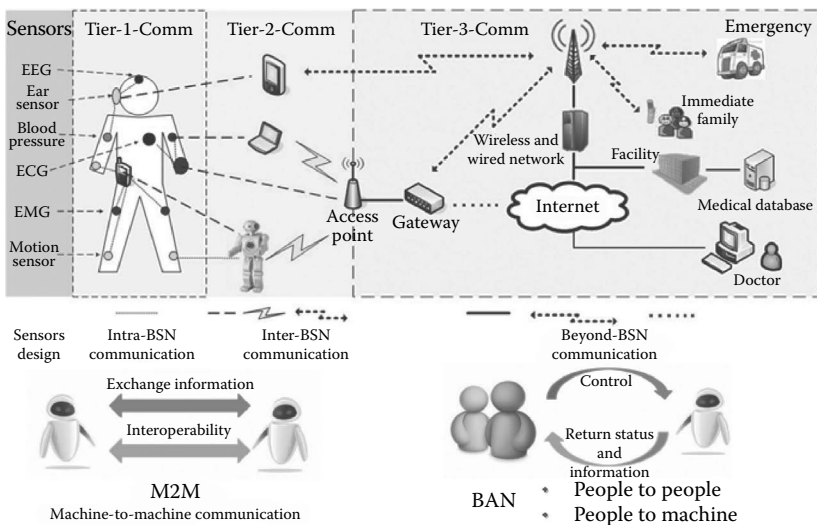 Sensors
Tier-1-Comm
Tier-2-Comm
Tier-3-Comm
Emergency
EEG
Ear
sensor
Blood
pressure
ECG
EMG
Motion
sensor
Access
point
Gateway
Wireless and
wired network
Internet
Immediate
family
Facility
Medical database
Doctor
Sensors
design
Intra-BSN
communication
Inter-BSN
communication
Beyond-BSN
communication
Exchange information
Interoperability
M2M
Machine-to-machine communication
Control
Return status
and
information
BAN
• People to people
• People to machine